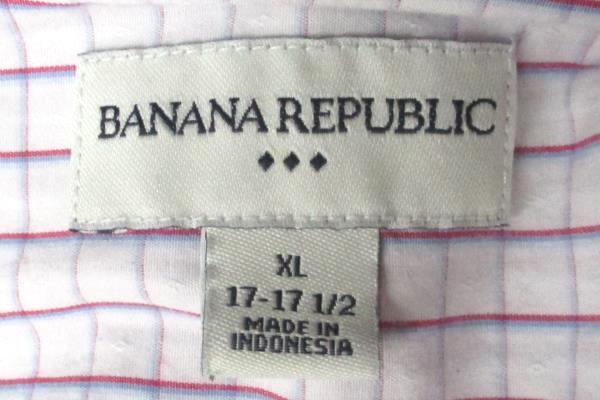 BANANA REPUBLIC
XL
17-17 1/2
MADE IN
INDONESIA